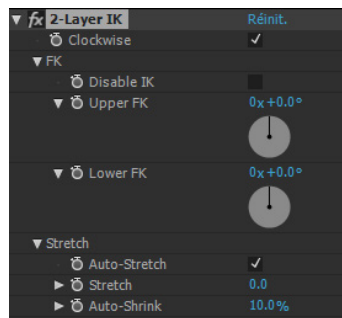 fx 2-Layer IK Réinit.
Clockwise
FK
Disable IK
Upper FK 0x+0.0°
Lower FK 0x+0.0°
Stretch
Auto-Stretch
Stretch 0.0
Auto-Shrink 10.0%